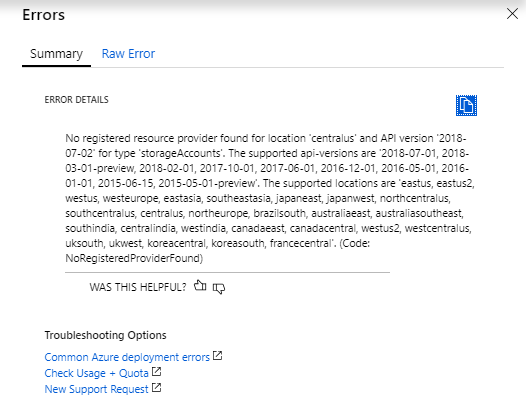 Errors
Summary
Raw Error
ERROR DETAILS
No registered resource provider found for location 'centralus' and API version '2018-
07-02' for type 'storageAccounts'. The supported api-versions are '2018-07-01, 2018-
03-01-preview, 2018-02-01, 2017-10-01, 2017-06-01, 2016-12-01, 2016-05-01, 2016-
01-01, 2015-06-15, 2015-05-01-preview'. The supported locations are 'eastus, eastus2,
westus, westeurope, eastasia, southeastasia, japaneast, japanwest, northcentralus,
southcentralus, centralus, northeurope, brazilsouth, australiaeast, australiasoutheast,
southindia, centralindia, westindia, canadaeast, canadacentral, westus2, westcentralus,
uksouth, ukwest, koreacentral, koreasouth, francecentral'. (Code:
NoRegisteredProviderFound)
WAS THIS HELPFUL?
Troubleshooting Options
Common Azure deployment errors
Check Usage + Quota
New Support Request